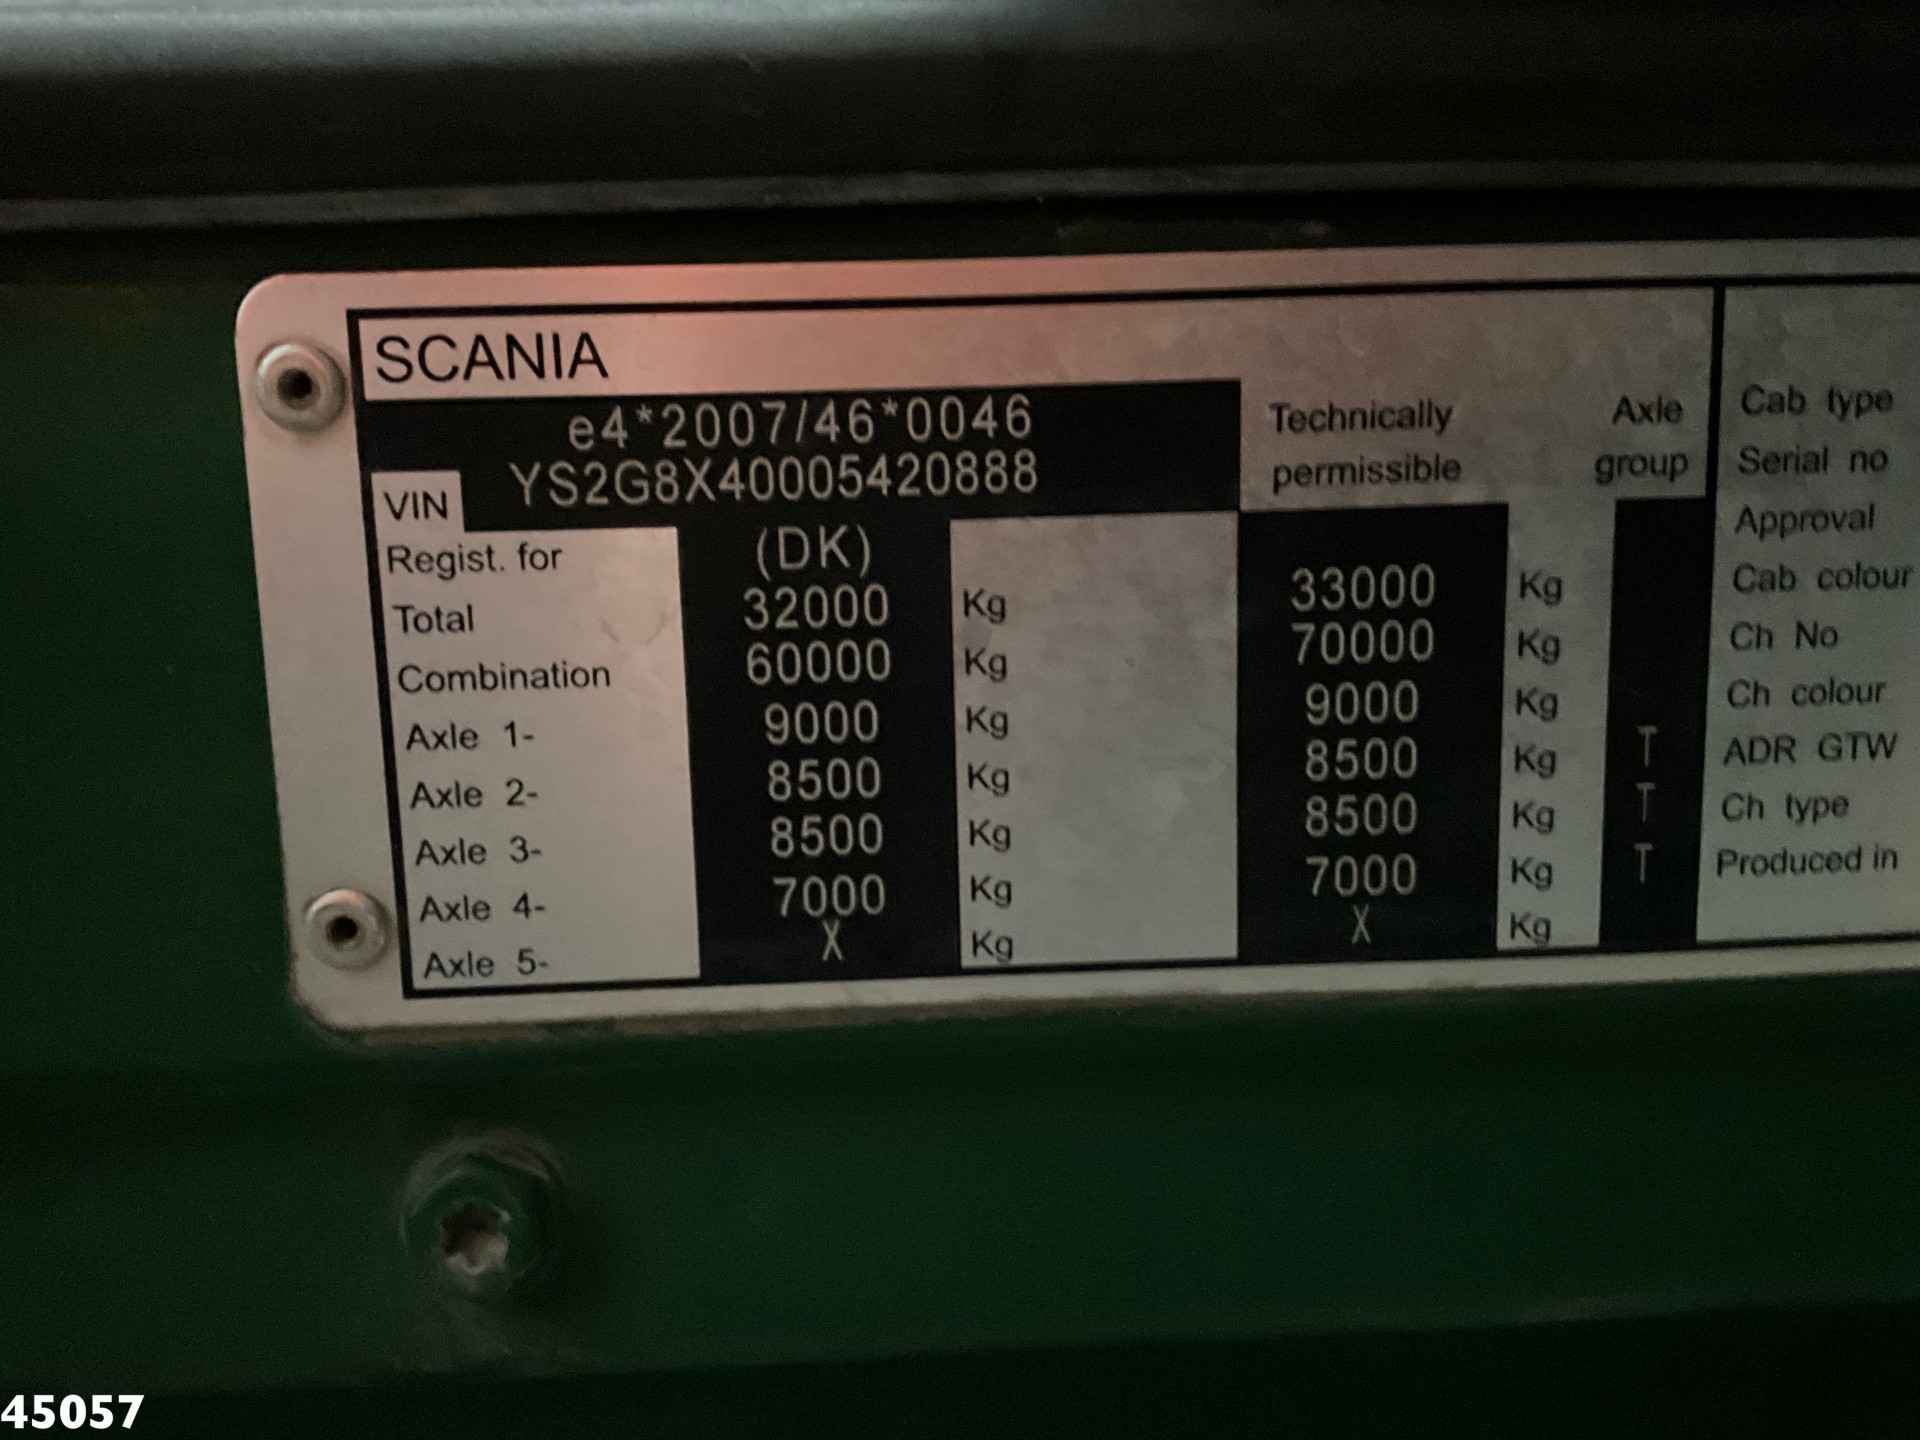 SCANIA
e4*2007/46*0046
VIN YS2G8X40005420888
Technically permissible
Axle group
Regist. for (DK)
Total 32000 Kg 33000 Kg
Combination 60000 Kg 70000 Kg
Axle 1- 9000 Kg 9000 Kg
Axle 2- 8500 Kg 8500 Kg T
Axle 3- 8500 Kg 8500 Kg T
Axle 4- 7000 Kg 7000 Kg T
Axle 5- X Kg X Kg
Cab type
Serial no
Approval
Cab colour
Ch No
Ch colour
ADR GTW
Ch type
Produced in
45057